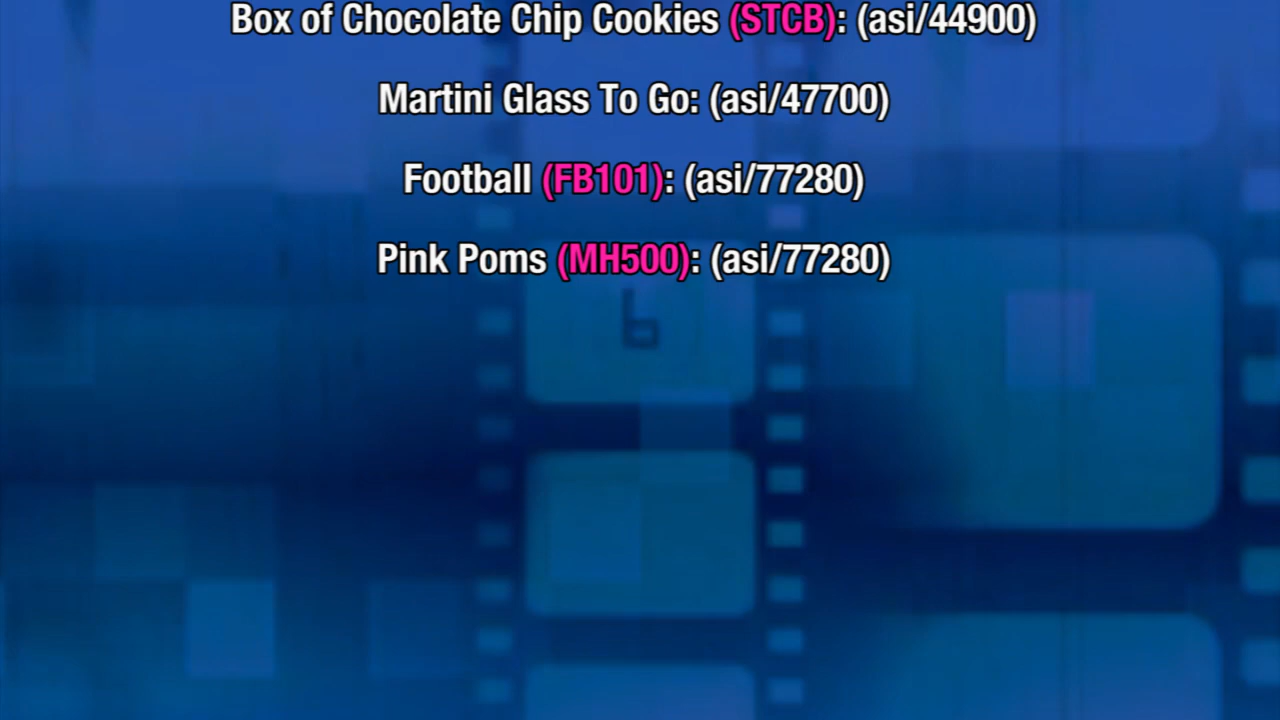 Box of Chocolate Chip Cookies (STCB): (asi/44900)
Martini Glass To Go: (asi/47700)
Football (FB101): (asi/77280)
Pink Poms (MH500): (asi/77280)